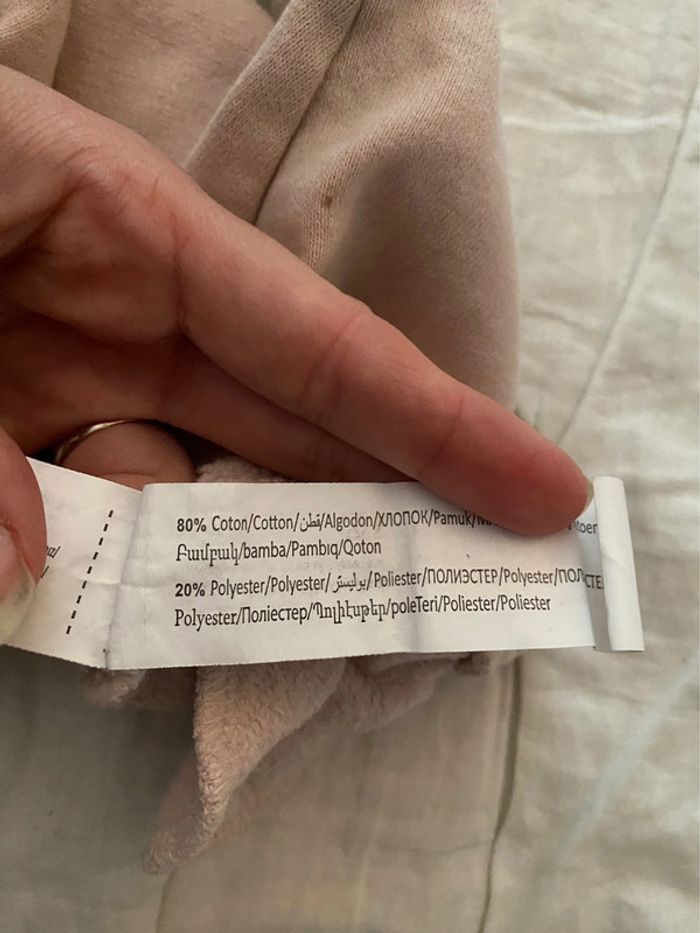 80% Coton/Cotton/قطن/Algodon/ХЛОПОК/Pamuk/
Բամբակ/bamba/Pambıq/Qoton
20% Polyester/Polyester/بوليستر/Poliester/ПОЛИЭСТЕР/Polyester/
Polyester/Поліестер/Պոլիէսթեր/poleTeri/Poliester/Poliester